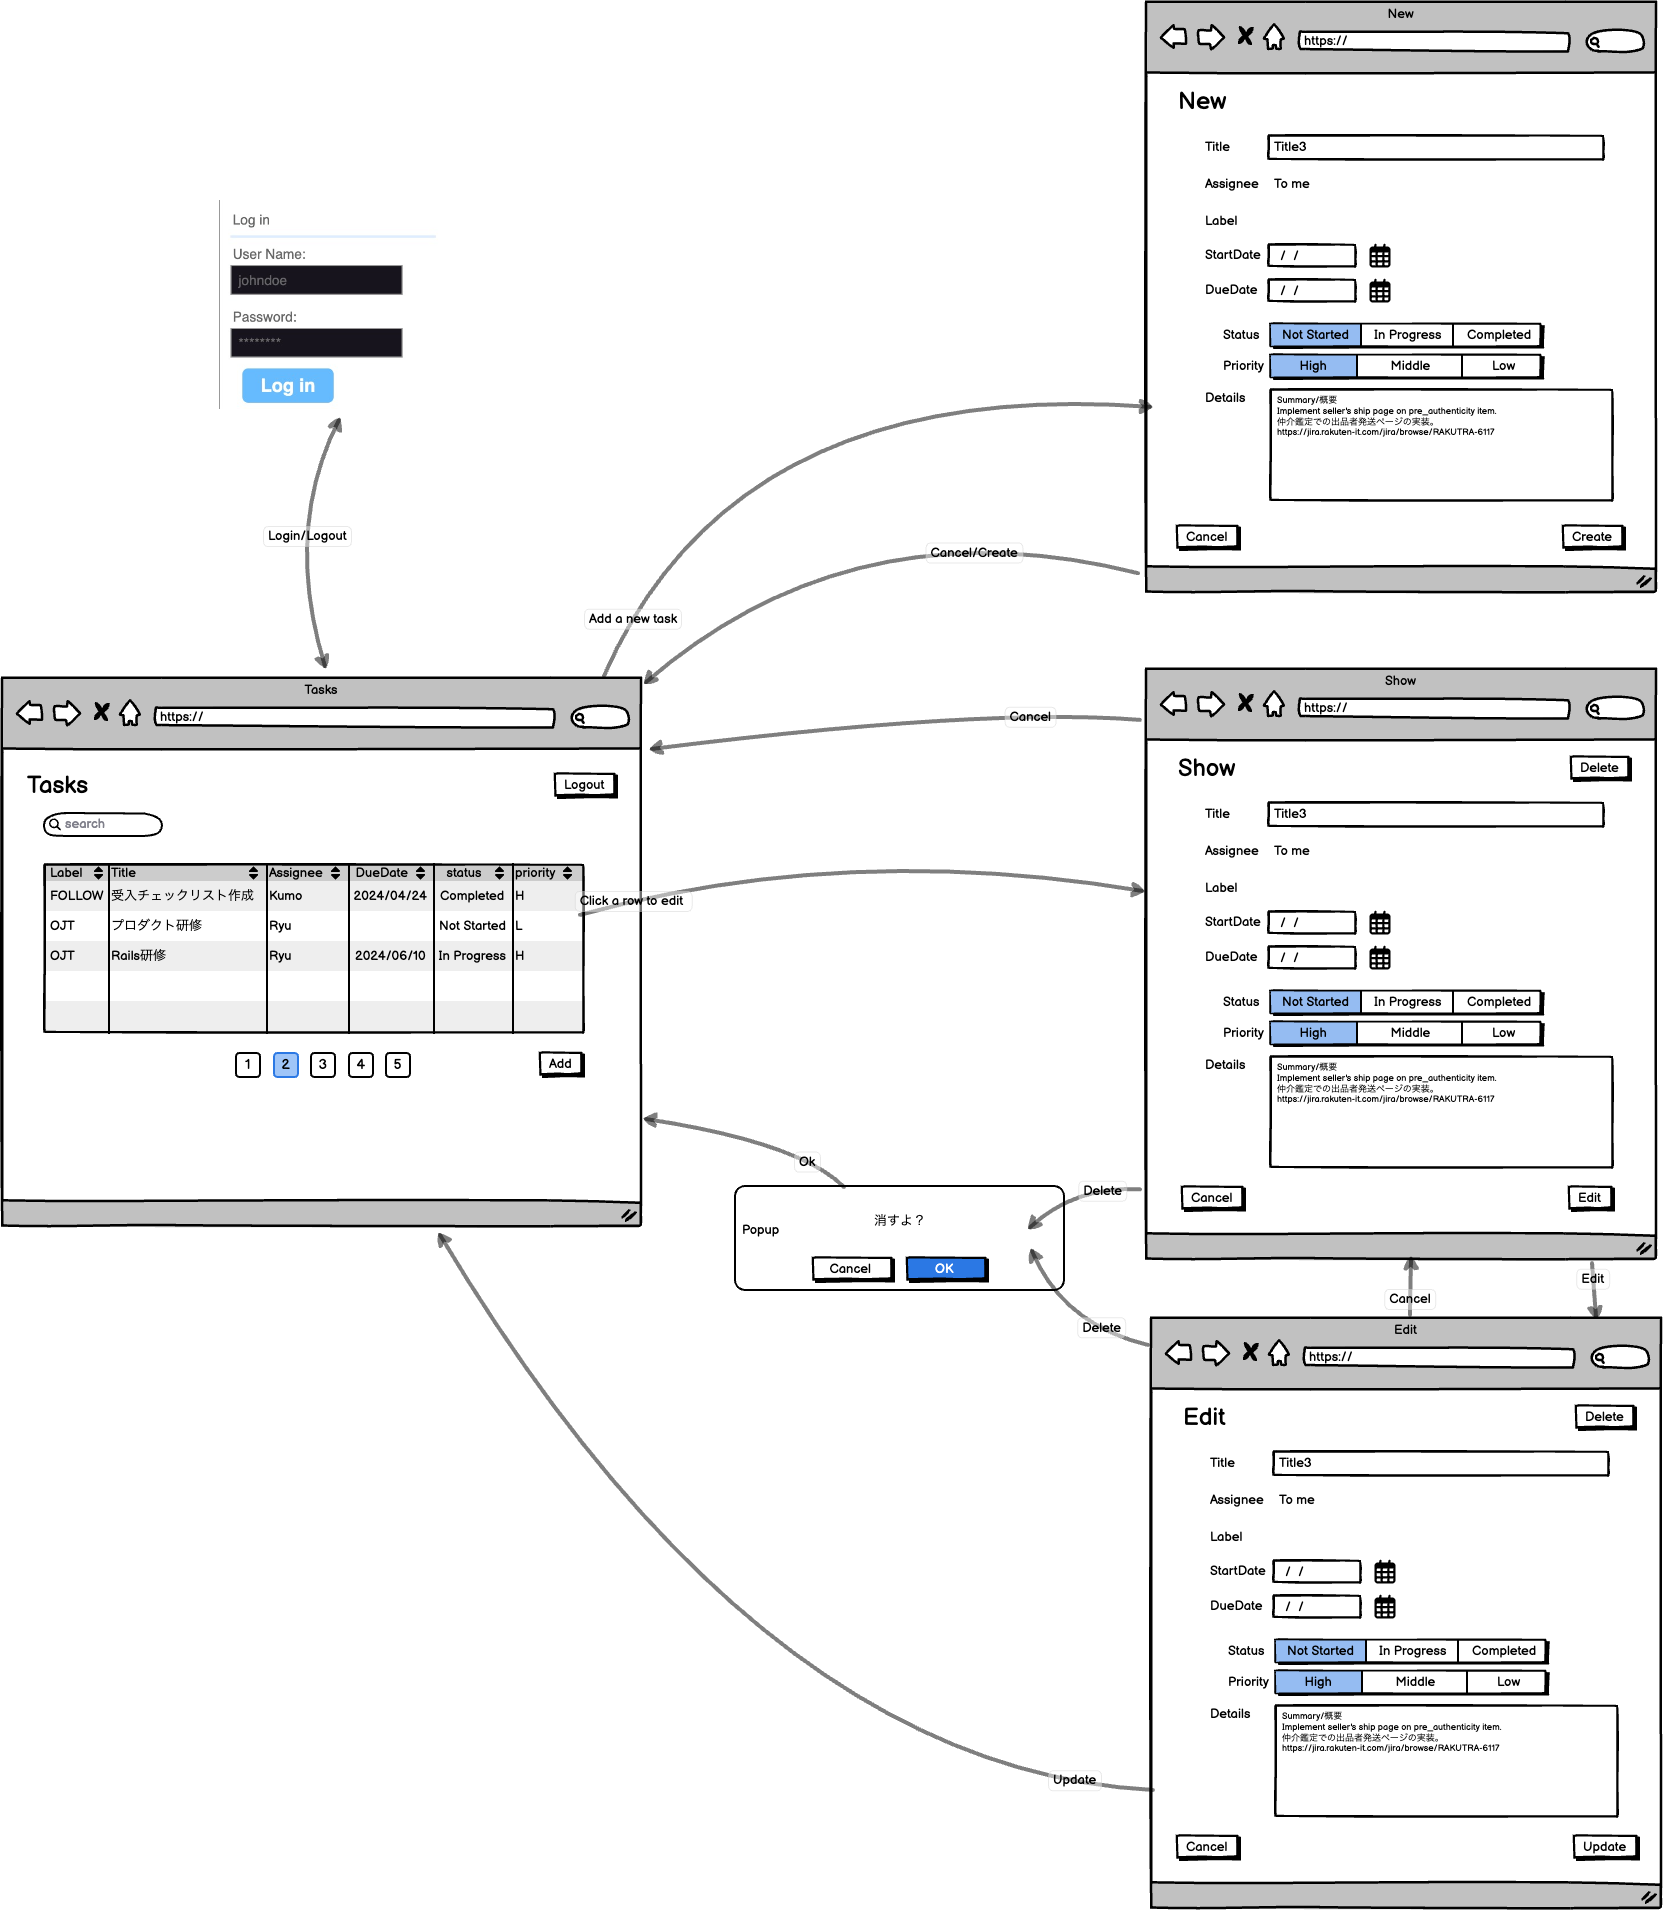 Log in
User Name:
johndoe
Password:
********
Log in
Login/Logout
Add a new task
Cancel/Create
Cancel
Click a row to edit
Tasks
https://
Tasks
Logout
search
Label Title Assignee DueDate status priority
FOLLOW 受入チェックリスト作成 Kumo 2024/04/24 Completed H
OJT プロダクト研修 Ryu Not Started L
OJT Rails研修 Ryu 2024/06/10 In Progress H
1 2 3 4 5
Add
New
https://
New
Title Title3
Assignee To me
Label
StartDate / /
DueDate / /
Status Not Started In Progress Completed
Priority High Middle Low
Details
Summary/概要
Implement seller's ship page on pre_authenticity item.
仲介鑑定での出品者発送ページの実装。
https://jira.rakuten-it.com/jira/browse/RAKUTRA-6117
Cancel Create
Show
https://
Show
Delete
Title Title3
Assignee To me
Label
StartDate / /
DueDate / /
Status Not Started In Progress Completed
Priority High Middle Low
Details
Summary/概要
Implement seller's ship page on pre_authenticity item.
仲介鑑定での出品者発送ページの実装。
https://jira.rakuten-it.com/jira/browse/RAKUTRA-6117
Cancel Edit
Ok
Delete
Popup
消すよ？
Cancel OK
Delete
Cancel
Edit
Edit
https://
Edit
Delete
Title Title3
Assignee To me
Label
StartDate / /
DueDate / /
Status Not Started In Progress Completed
Priority High Middle Low
Details
Summary/概要
Implement seller's ship page on pre_authenticity item.
仲介鑑定での出品者発送ページの実装。
https://jira.rakuten-it.com/jira/browse/RAKUTRA-6117
Update
Cancel Update